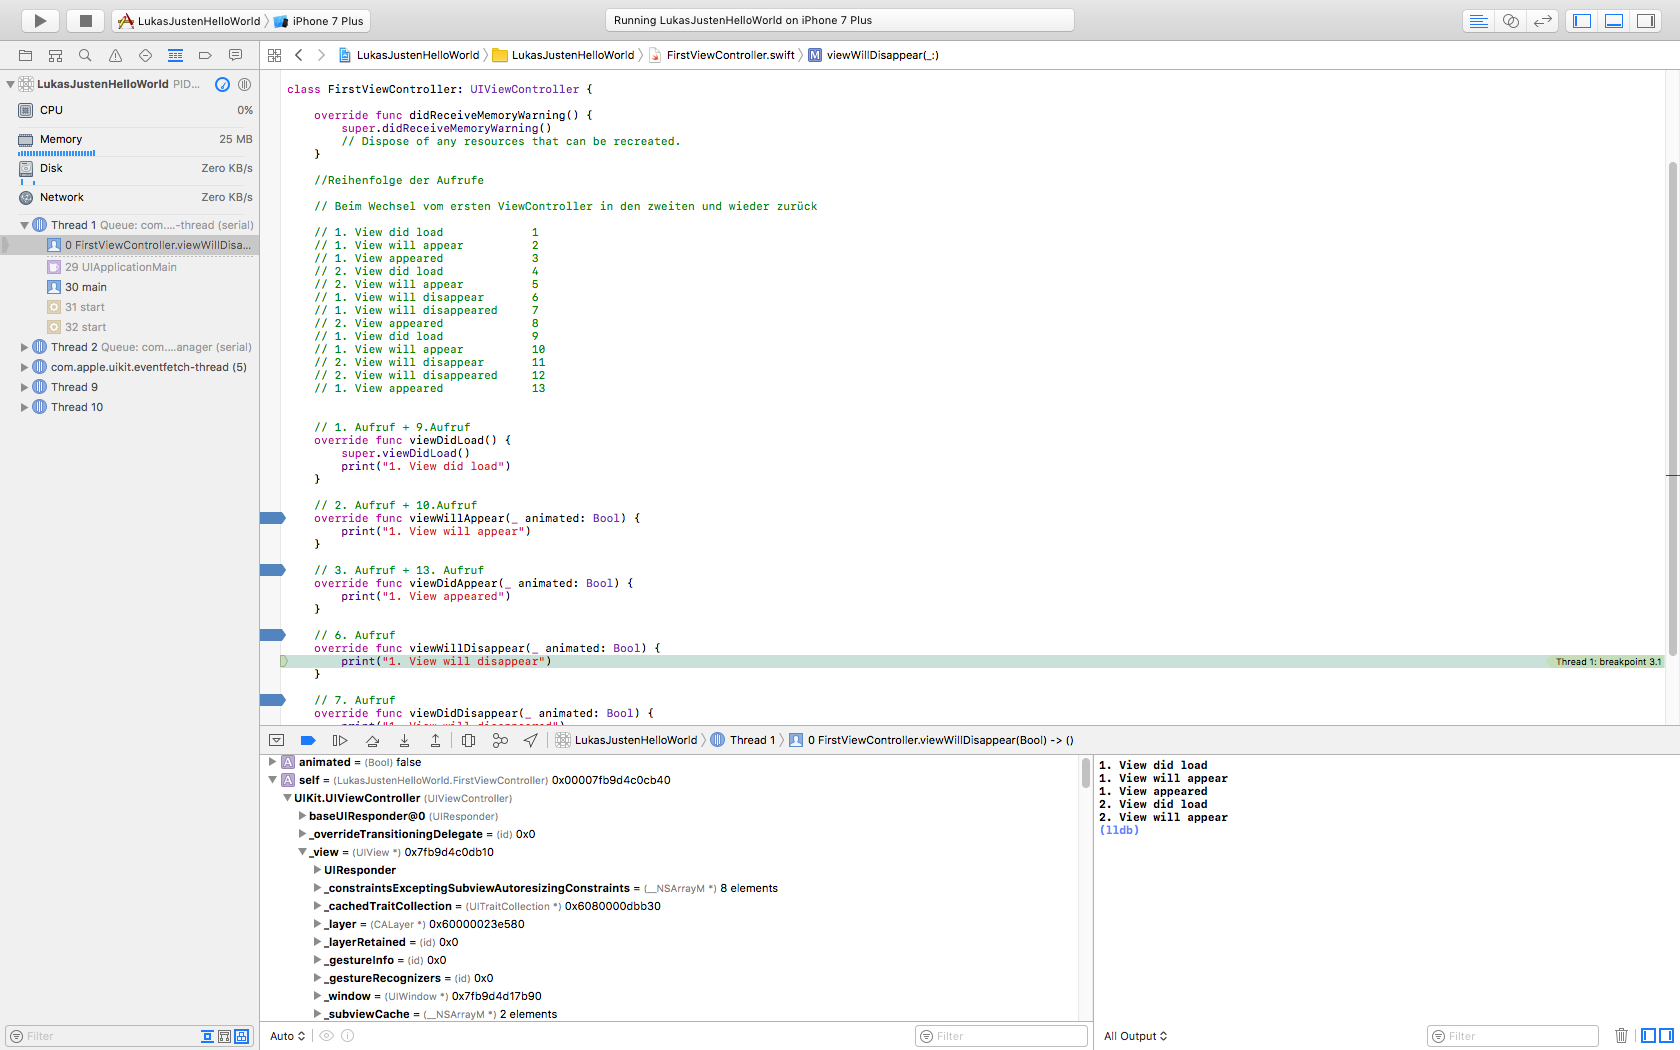 LukasJustenHelloWorld iPhone 7 Plus
Running LukasJustenHelloWorld on iPhone 7 Plus
LukasJustenHelloWorld LukasJustenHelloWorld FirstViewController.swift M viewWillDisappear(_:)
LukasJustenHelloWorld PID...
CPU 0%
Memory 25 MB
Disk Zero KB/s
Network Zero KB/s
Thread 1 Queue: com....-thread (serial)
0 FirstViewController.viewWillDisa...
29 UIApplicationMain
30 main
31 start
32 start
Thread 2 Queue: com....anager (serial)
com.apple.uikit.eventfetch-thread (5)
Thread 9
Thread 10
Filter
class FirstViewController: UIViewController {
override func didReceiveMemoryWarning() {
super.didReceiveMemoryWarning()
// Dispose of any resources that can be recreated.
}
//Reihenfolge der Aufrufe
// Beim Wechsel vom ersten ViewController in den zweiten und wieder zurück
// 1. View did load 1
// 1. View will appear 2
// 1. View appeared 3
// 2. View did load 4
// 2. View will appear 5
// 1. View will disappear 6
// 1. View will disappeared 7
// 2. View appeared 8
// 1. View did load 9
// 1. View will appear 10
// 2. View will disappear 11
// 2. View will disappeared 12
// 1. View appeared 13
// 1. Aufruf + 9.Aufruf
override func viewDidLoad() {
super.viewDidLoad()
print("1. View did load")
}
// 2. Aufruf + 10.Aufruf
override func viewWillAppear(_ animated: Bool) {
print("1. View will appear")
}
// 3. Aufruf + 13. Aufruf
override func viewDidAppear(_ animated: Bool) {
print("1. View appeared")
}
// 6. Aufruf
override func viewWillDisappear(_ animated: Bool) {
print("1. View will disappear") Thread 1: breakpoint 3.1
}
// 7. Aufruf
override func viewDidDisappear(_ animated: Bool) {
print("1. View will disappeared")
LukasJustenHelloWorld Thread 1 0 FirstViewController.viewWillDisappear(Bool) -> ()
A animated = (Bool) false
A self = (LukasJustenHelloWorld.FirstViewController) 0x00007fb9d4c0cb40
UIKit.UIViewController (UIViewController)
baseUIResponder@0 (UIResponder)
_overrideTransitioningDelegate = (id) 0x0
_view = (UIView *) 0x7fb9d4c0db10
UIResponder
_constraintsExceptingSubviewAutoresizingConstraints = (__NSArrayM *) 8 elements
_cachedTraitCollection = (UITraitCollection *) 0x6080000dbb30
_layer = (CALayer *) 0x60000023e580
_layerRetained = (id) 0x0
_gestureInfo = (id) 0x0
_gestureRecognizers = (id) 0x0
_window = (UIWindow *) 0x7fb9d4d17b90
_subviewCache = (__NSArrayM *) 2 elements
Auto Filter
1. View did load
1. View will appear
1. View appeared
2. View did load
2. View will appear
(lldb)
All Output Filter